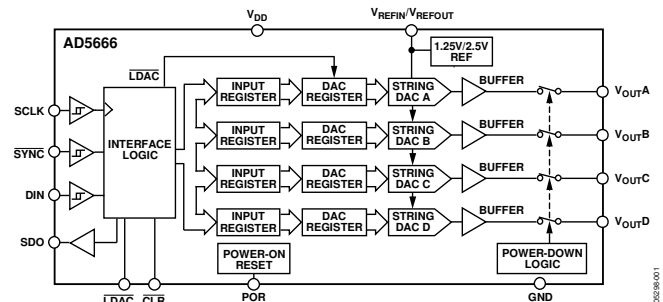 VDD
VREFIN/VREFOUT
AD5666
1.25V/2.5V
REF
LDAC
SCLK
SYNC
DIN
SDO
INTERFACE
LOGIC
INPUT
REGISTER
DAC
REGISTER
STRING
DAC A
BUFFER
VOUTA
INPUT
REGISTER
DAC
REGISTER
STRING
DAC B
BUFFER
VOUTB
INPUT
REGISTER
DAC
REGISTER
STRING
DAC C
BUFFER
VOUTC
INPUT
REGISTER
DAC
REGISTER
STRING
DAC D
BUFFER
VOUTD
POWER-ON
RESET
POWER-DOWN
LOGIC
LDAC
CLR
POR
GND
05298-001